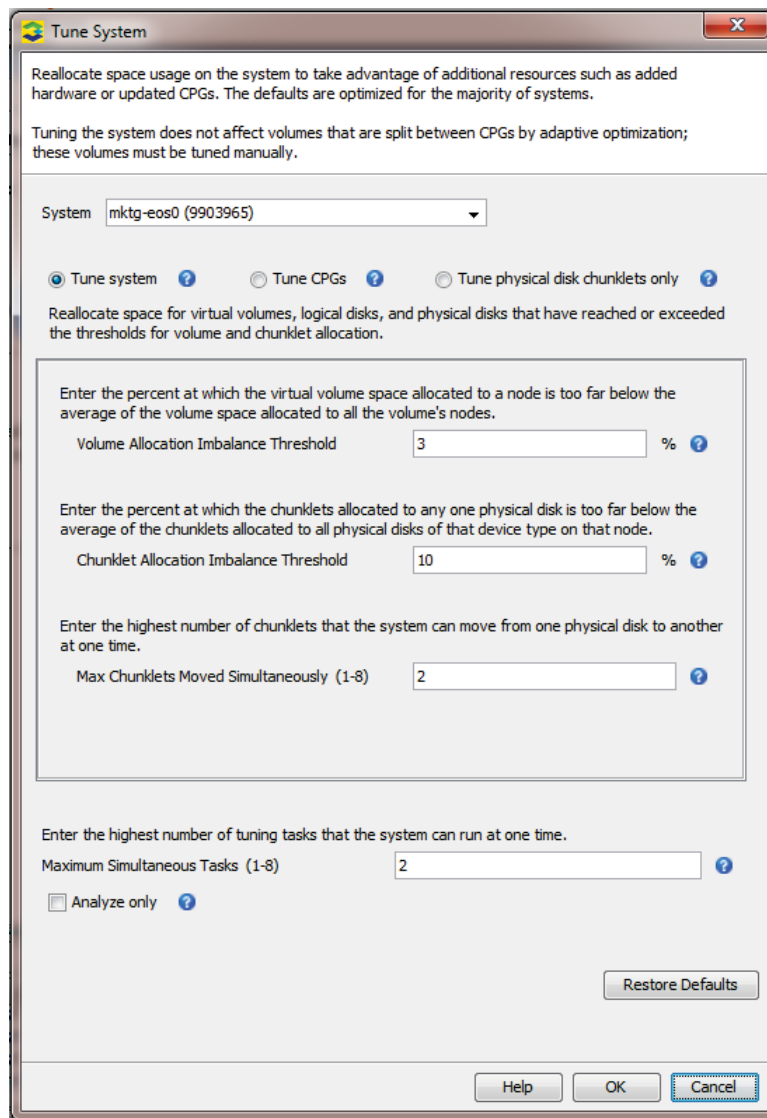 Tune System
Reallocate space usage on the system to take advantage of additional resources such as added
hardware or updated CPGs. The defaults are optimized for the majority of systems.
Tuning the system does not affect volumes that are split between CPGs by adaptive optimization;
these volumes must be tuned manually.
System mktg-eos0 (9903965)
Tune system ? Tune CPGs ? Tune physical disk chunklets only ?
Reallocate space for virtual volumes, logical disks, and physical disks that have reached or exceeded
the thresholds for volume and chunklet allocation.
Enter the percent at which the virtual volume space allocated to a node is too far below the
average of the volume space allocated to all the volume's nodes.
Volume Allocation Imbalance Threshold 3 % ?
Enter the percent at which the chunklets allocated to any one physical disk is too far below the
average of the chunklets allocated to all physical disks of that device type on that node.
Chunklet Allocation Imbalance Threshold 10 % ?
Enter the highest number of chunklets that the system can move from one physical disk to another
at one time.
Max Chunklets Moved Simultaneously (1-8) 2 ?
Enter the highest number of tuning tasks that the system can run at one time.
Maximum Simultaneous Tasks (1-8) 2 ?
Analyze only ?
Restore Defaults
Help OK Cancel